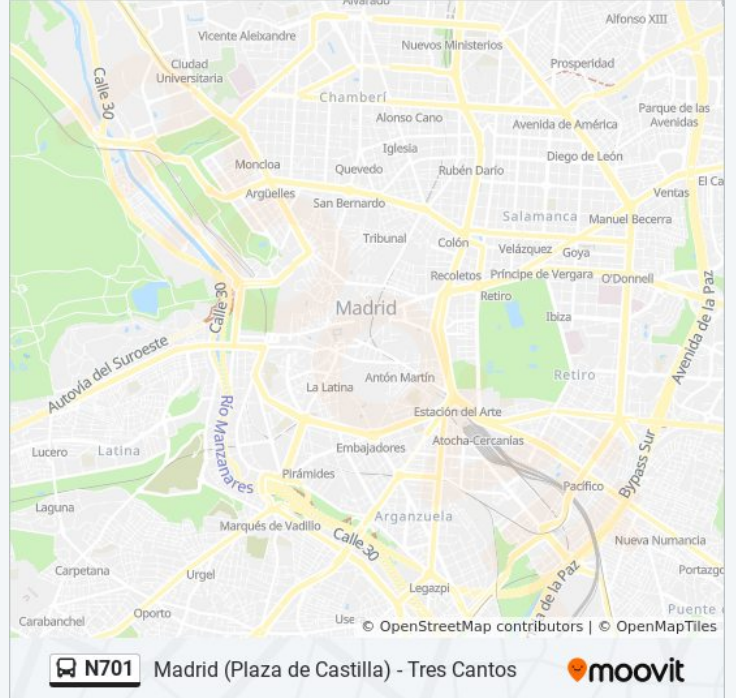 Alvarado
Alfonso XIII
Vicente Aleixandre
Nuevos Ministerios
Ciudad
Universitaria
Prosperidad
Calle 30
Chamberí
Parque de las
Avenidas
Alonso Cano
Avenida de América
Iglesia
Diego de León
Moncloa
Quevedo
Rubén Darío
El Ca
Argüelles
Ventas
San Bernardo
Salamanca
Manuel Becerra
Tribunal
Colón
Velázquez
Goya
Recoletos
Príncipe de Vergara
O'Donnell
Calle 30
Retiro
Madrid
Ibiza
Avenida de la Paz
Autovía del Suroeste
Antón Martín
Retiro
La Latina
Estación del Arte
Río Manzanares
Atocha-Cercanías
Lucero
Latina
Embajadores
Bypass Sur
Pirámides
Pacífico
Laguna
Arganzuela
Marqués de Vadillo
Calle 30
Nueva Numancia
Carpetana
Urgel
Portazgo
Legazpi
a de la Paz
Oporto
Puente
Carabanchel
Use
© OpenStreetMap contributors | © OpenMapTiles
N701
Madrid (Plaza de Castilla) - Tres Cantos
moovit